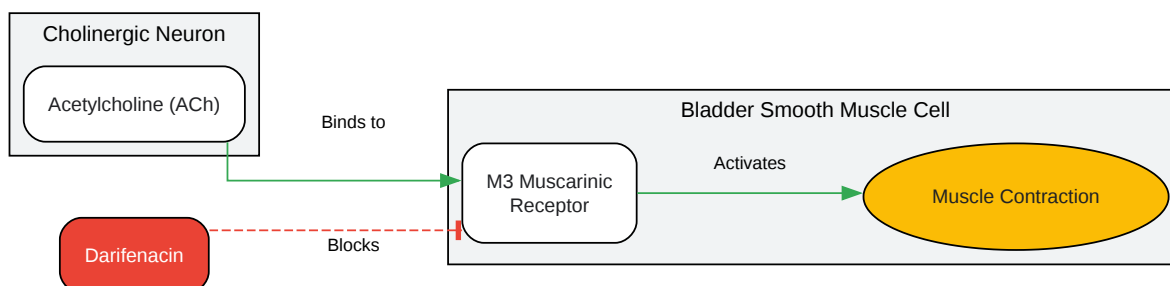 Cholinergic Neuron
Acetylcholine (ACh)
Binds to
Bladder Smooth Muscle Cell
M3 Muscarinic
Receptor
Activates
Muscle Contraction
Darifenacin
Blocks